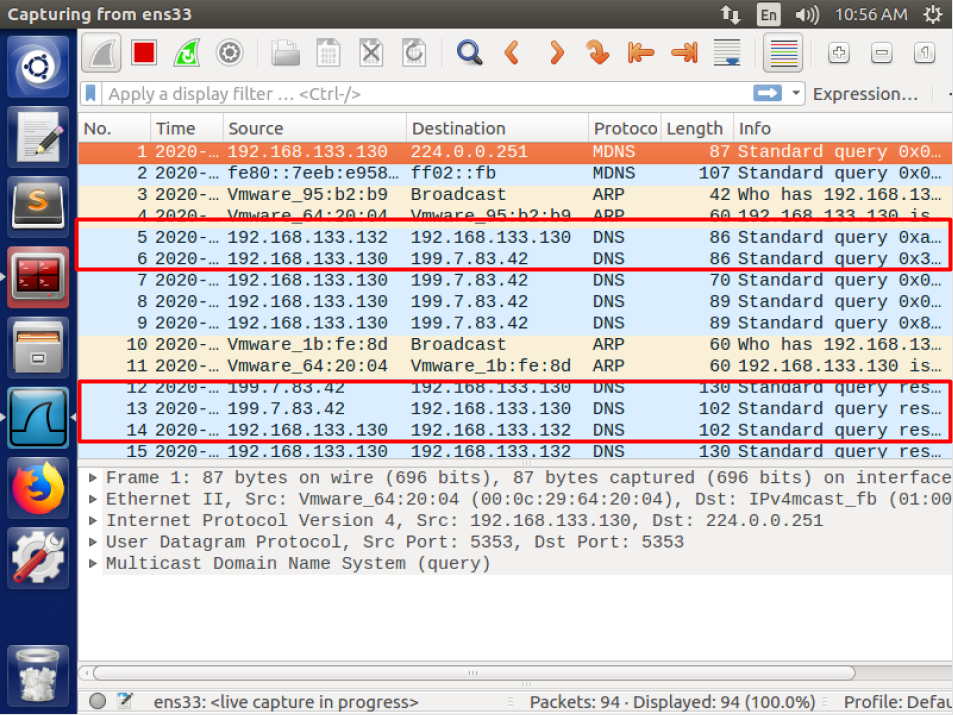 Capturing from ens33 En 10:56 AM
Apply a display filter … <Ctrl-/> Expression…
No. Time Source Destination Protoco Length Info
1 2020-… 192.168.133.130 224.0.0.251 MDNS 87 Standard query 0x0…
2 2020-… fe80::7eeb:e958… ff02::fb MDNS 107 Standard query 0x0…
3 2020-… Vmware_95:b2:b9 Broadcast ARP 42 Who has 192.168.13…
4 2020-… Vmware_64:20:04 Vmware_95:b2:b9 ARP 60 192.168.133.130 is…
5 2020-… 192.168.133.132 192.168.133.130 DNS 86 Standard query 0xa…
6 2020-… 192.168.133.130 199.7.83.42 DNS 86 Standard query 0x3…
7 2020-… 192.168.133.130 199.7.83.42 DNS 70 Standard query 0x0…
8 2020-… 192.168.133.130 199.7.83.42 DNS 89 Standard query 0x0…
9 2020-… 192.168.133.130 199.7.83.42 DNS 89 Standard query 0x8…
10 2020-… Vmware_1b:fe:8d Broadcast ARP 60 Who has 192.168.13…
11 2020-… Vmware_64:20:04 Vmware_1b:fe:8d ARP 60 192.168.133.130 is…
12 2020-… 199.7.83.42 192.168.133.130 DNS 130 Standard query res…
13 2020-… 199.7.83.42 192.168.133.130 DNS 102 Standard query res…
14 2020-… 192.168.133.130 192.168.133.132 DNS 102 Standard query res…
15 2020-… 192.168.133.130 192.168.133.132 DNS 130 Standard query res…
Frame 1: 87 bytes on wire (696 bits), 87 bytes captured (696 bits) on interface
Ethernet II, Src: Vmware_64:20:04 (00:0c:29:64:20:04), Dst: IPv4mcast_fb (01:00
Internet Protocol Version 4, Src: 192.168.133.130, Dst: 224.0.0.251
User Datagram Protocol, Src Port: 5353, Dst Port: 5353
Multicast Domain Name System (query)
ens33: <live capture in progress> Packets: 94 · Displayed: 94 (100.0%) Profile: Defau